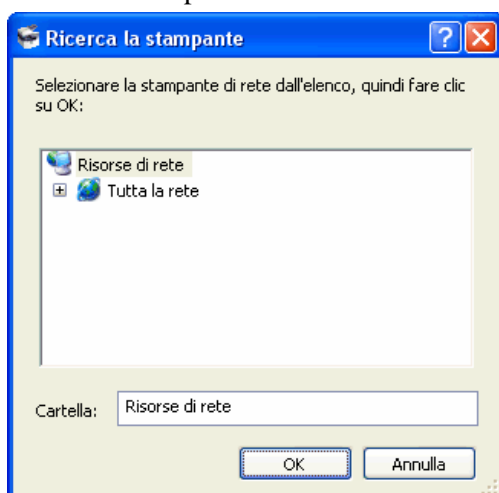 Ricerca la stampante
Selezionare la stampante di rete dall'elenco, quindi fare clic
su OK:
Risorse di rete
Tutta la rete
Cartella: Risorse di rete
OK Annulla